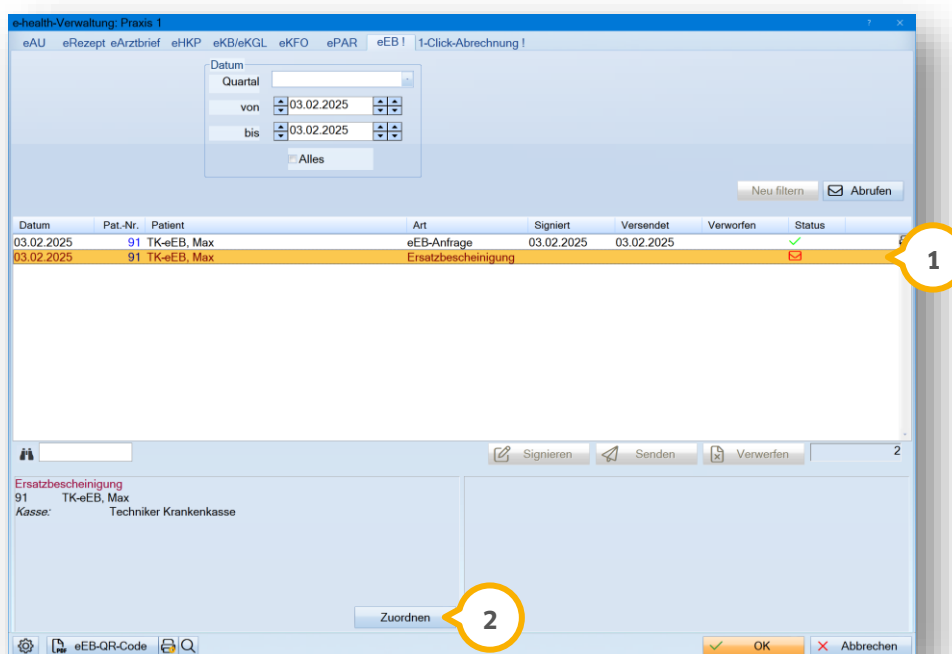 e-health-Verwaltung: Praxis 1 ? ×
eAU eRezept eArztbrief eHKP eKB/eKGL eKFO ePAR eEB ! 1-Click-Abrechnung !
Datum
Quartal
von 03.02.2025
bis 03.02.2025
Alles
Neu filtern Abrufen
Datum Pat.-Nr. Patient Art Signiert Versendet Verworfen Status
03.02.2025 91 TK-eEB, Max eEB-Anfrage 03.02.2025 03.02.2025
03.02.2025 91 TK-eEB, Max Ersatzbescheinigung
1
Signieren Senden Verwerfen 2
Ersatzbescheinigung
91 TK-eEB, Max
Kasse: Techniker Krankenkasse
Zuordnen 2
PDF eEB-QR-Code OK Abbrechen